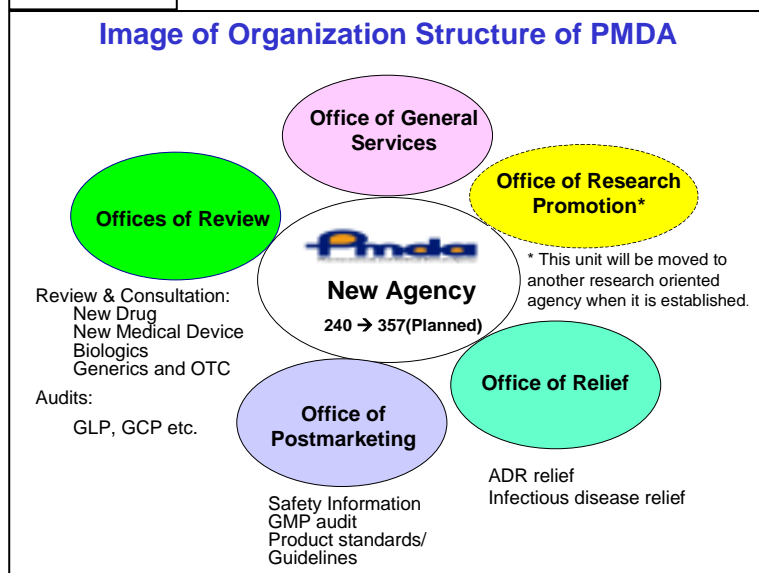 Image of Organization Structure of PMDA
Office of General
Services
Office of Research
Promotion*
Offices of Review
Pmda
New Agency
240 → 357(Planned)
* This unit will be moved to
another research oriented
agency when it is established.
Review & Consultation:
New Drug
New Medical Device
Biologics
Generics and OTC
Audits:
GLP, GCP etc.
Office of Relief
Office of
Postmarketing
ADR relief
Infectious disease relief
Safety Information
GMP audit
Product standards/
Guidelines